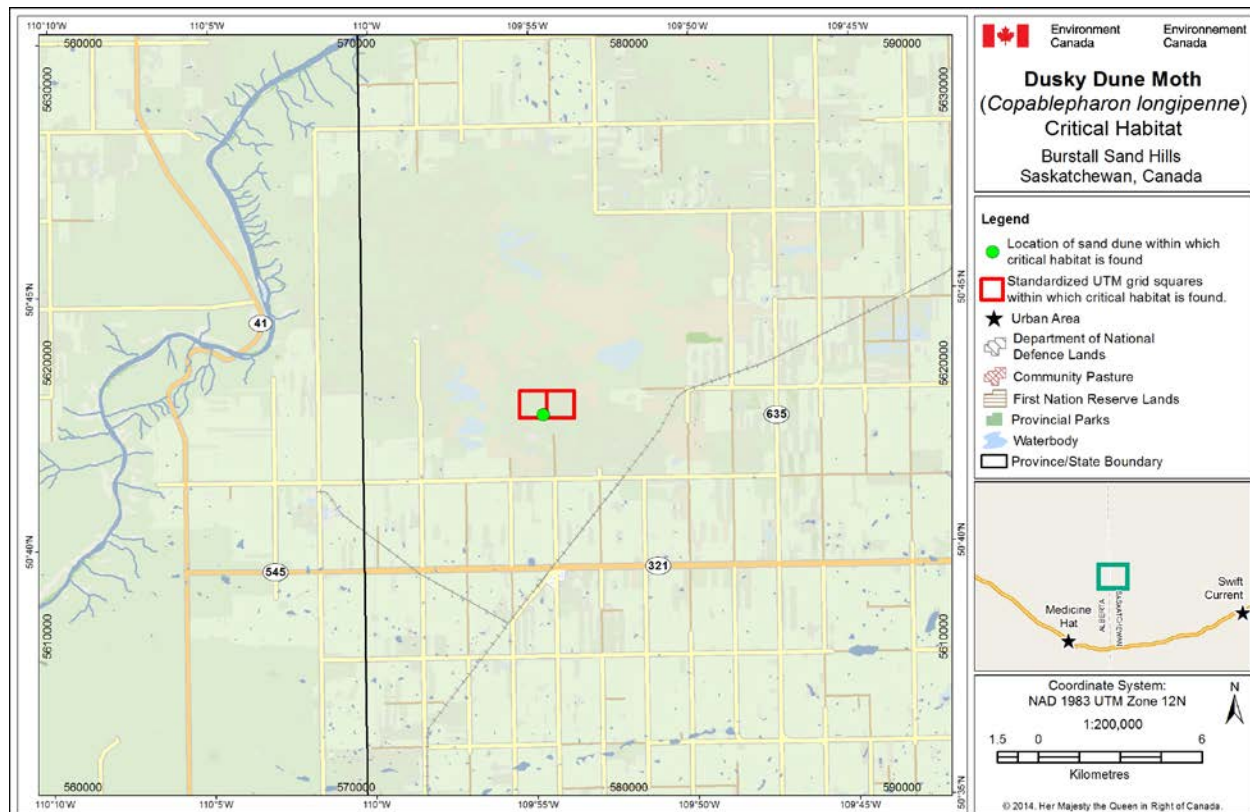 110°10'W 110°5'W 110°W 109°55'W 109°50'W 109°45'W
560000 570000 580000 590000
5630000 5630000
50°45'N 50°45'N
41
5620000 5620000
635
50°40'N 50°40'N
545 321
5610000 5610000
560000 570000 580000 590000
50°35'N
110°10'W 110°5'W 110°W 109°55'W 109°50'W 109°45'W
Environment Environnement
Canada Canada
Dusky Dune Moth
(Copablepharon longipenne)
Critical Habitat
Burstall Sand Hills
Saskatchewan, Canada
Legend
Location of sand dune within which
critical habitat is found
Standardized UTM grid squares
within which critical habitat is found.
Urban Area
Department of National
Defence Lands
Community Pasture
First Nation Reserve Lands
Provincial Parks
Waterbody
Province/State Boundary
ALBERTA
SASKATCHEWAN
Swift
Current
Medicine
Hat
Coordinate System:
NAD 1983 UTM Zone 12N
N
1:200,000
1.5 0 6
Kilometres
© 2014. Her Majesty the Queen in Right of Canada.